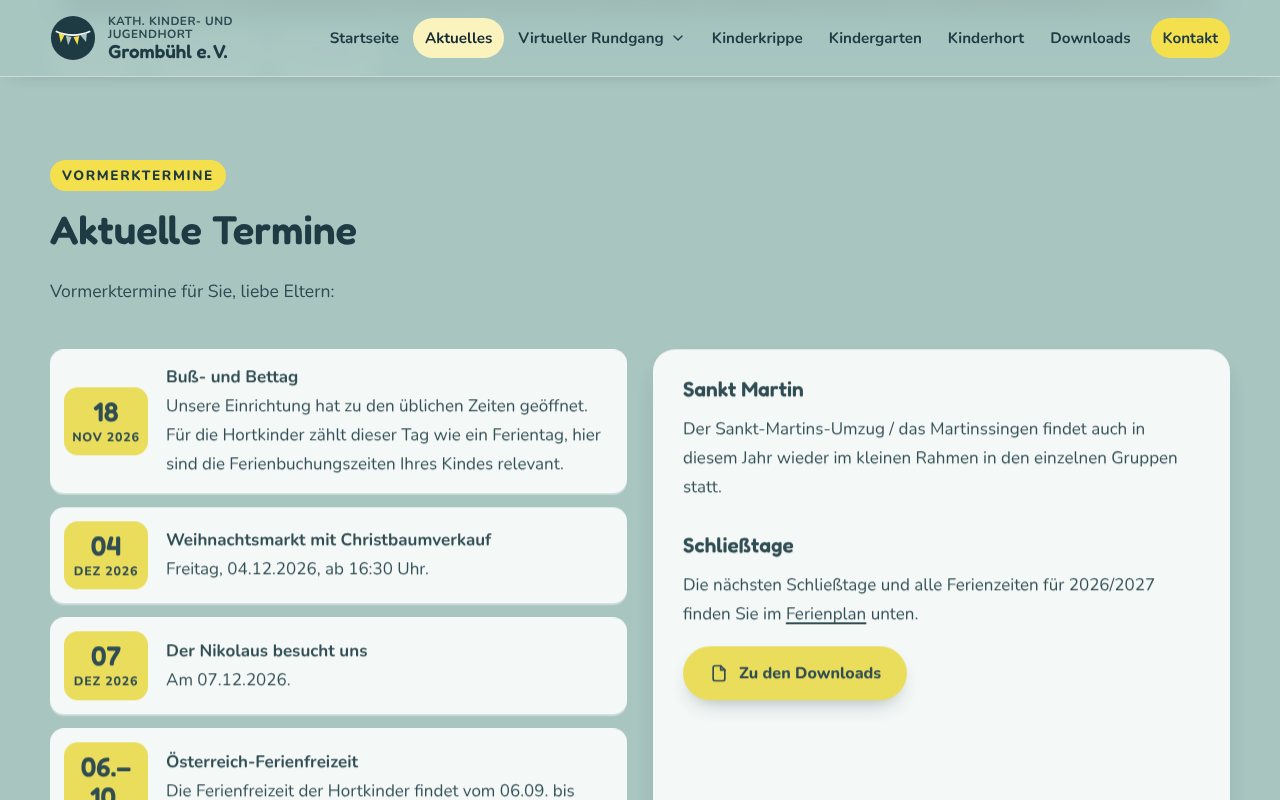 KATH. KINDER- UND
JUGENDHORT
Grombühl e. V.
Startseite
Aktuelles
Virtueller Rundgang
Kinderkrippe
Kindergarten
Kinderhort
Downloads
Kontakt
VORMERKTERMINE
Aktuelle Termine
Vormerktermine für Sie, liebe Eltern:
18
NOV 2026
Buß- und Bettag
Unsere Einrichtung hat zu den üblichen Zeiten geöffnet.
Für die Hortkinder zählt dieser Tag wie ein Ferientag, hier
sind die Ferienbuchungszeiten Ihres Kindes relevant.
04
DEZ 2026
Weihnachtsmarkt mit Christbaumverkauf
Freitag, 04.12.2026, ab 16:30 Uhr.
07
DEZ 2026
Der Nikolaus besucht uns
Am 07.12.2026.
06.–
10.
Österreich-Ferienfreizeit
Die Ferienfreizeit der Hortkinder findet vom 06.09. bis
Sankt Martin
Der Sankt-Martins-Umzug / das Martinssingen findet auch in
diesem Jahr wieder im kleinen Rahmen in den einzelnen Gruppen
statt.
Schließtage
Die nächsten Schließtage und alle Ferienzeiten für 2026/2027
finden Sie im Ferienplan unten.
Zu den Downloads